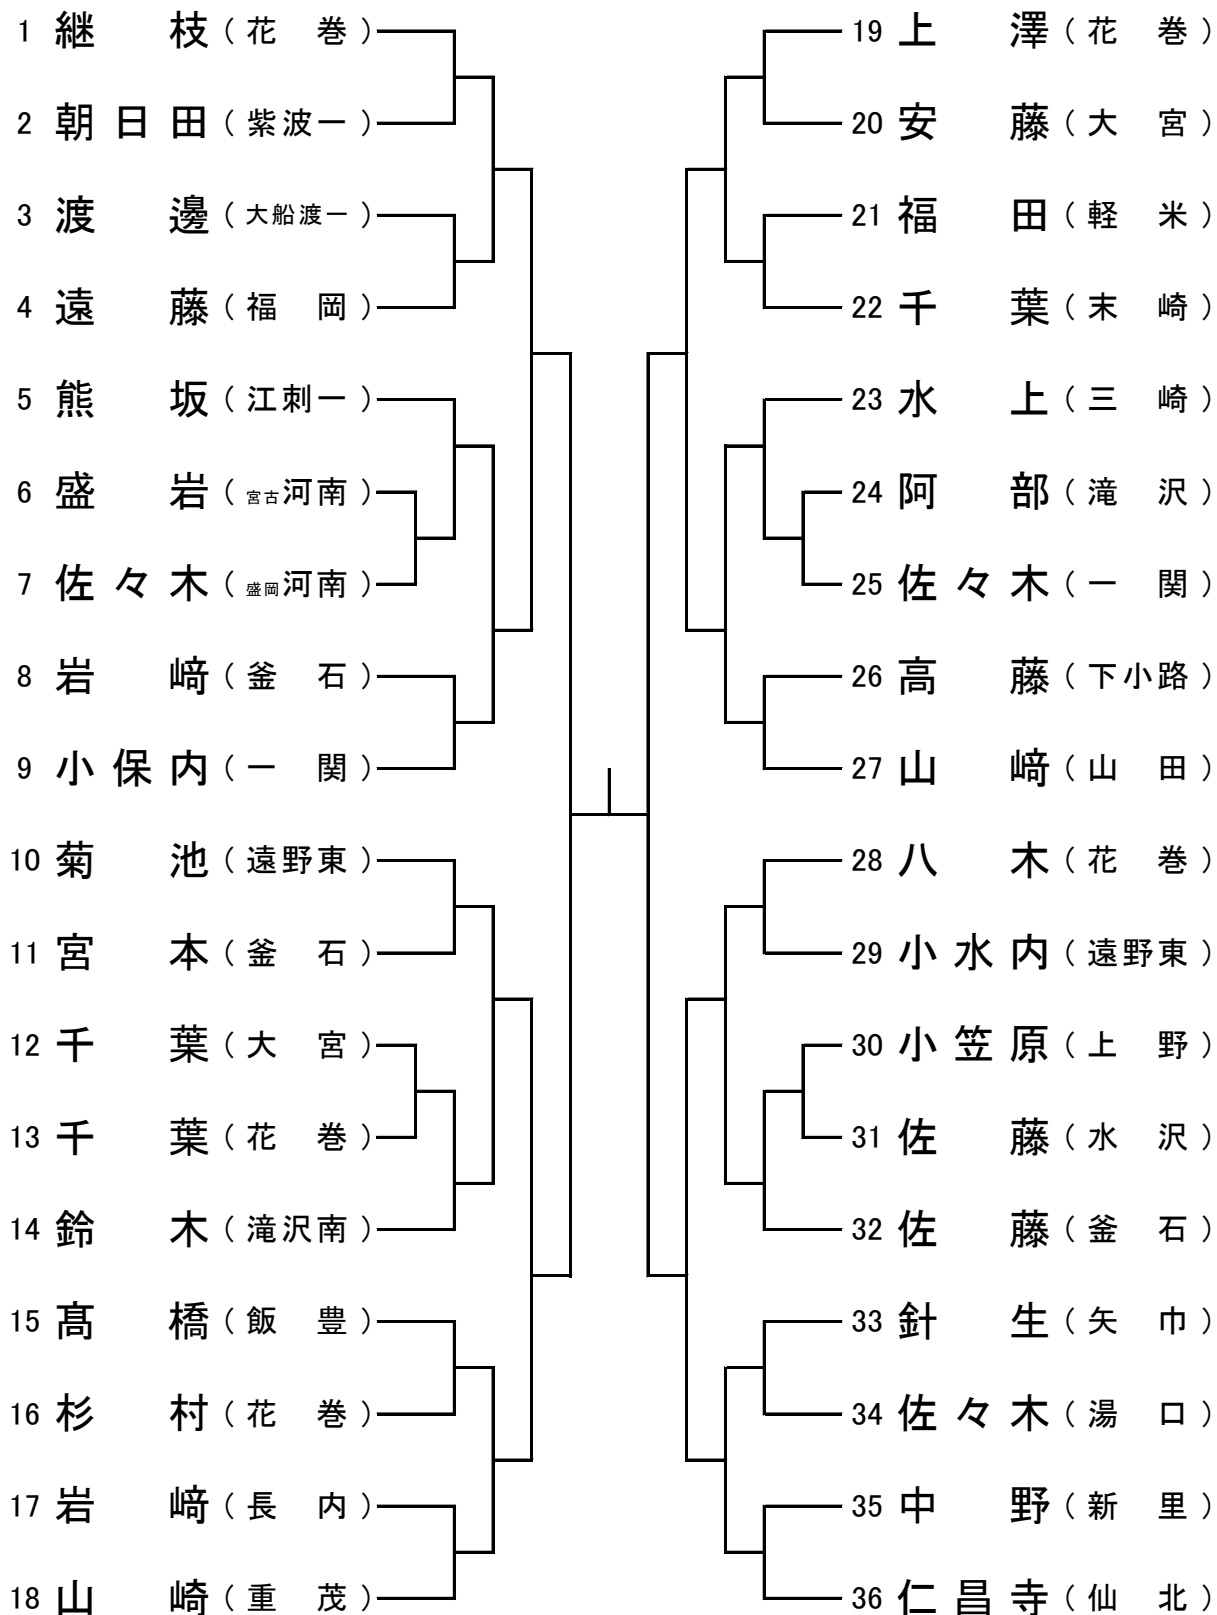 1 継枝（花巻）
2 朝日田（紫波一）
3 渡邊（大船渡一）
4 遠藤（福岡）
5 熊坂（江刺一）
6 盛岩（宮古河南）
7 佐々木（盛岡河南）
8 岩﨑（釜石）
9 小保内（一関）
10 菊池（遠野東）
11 宮本（釜石）
12 千葉（大宮）
13 千葉（花巻）
14 鈴木（滝沢南）
15 髙橋（飯豊）
16 杉村（花巻）
17 岩﨑（長内）
18 山崎（重茂）
19 上澤（花巻）
20 安藤（大宮）
21 福田（軽米）
22 千葉（末崎）
23 水上（三崎）
24 阿部（滝沢）
25 佐々木（一関）
26 高藤（下小路）
27 山﨑（山田）
28 八木（花巻）
29 小水内（遠野東）
30 小笠原（上野）
31 佐藤（水沢）
32 佐藤（釜石）
33 針生（矢巾）
34 佐々木（湯口）
35 中野（新里）
36 仁昌寺（仙北）